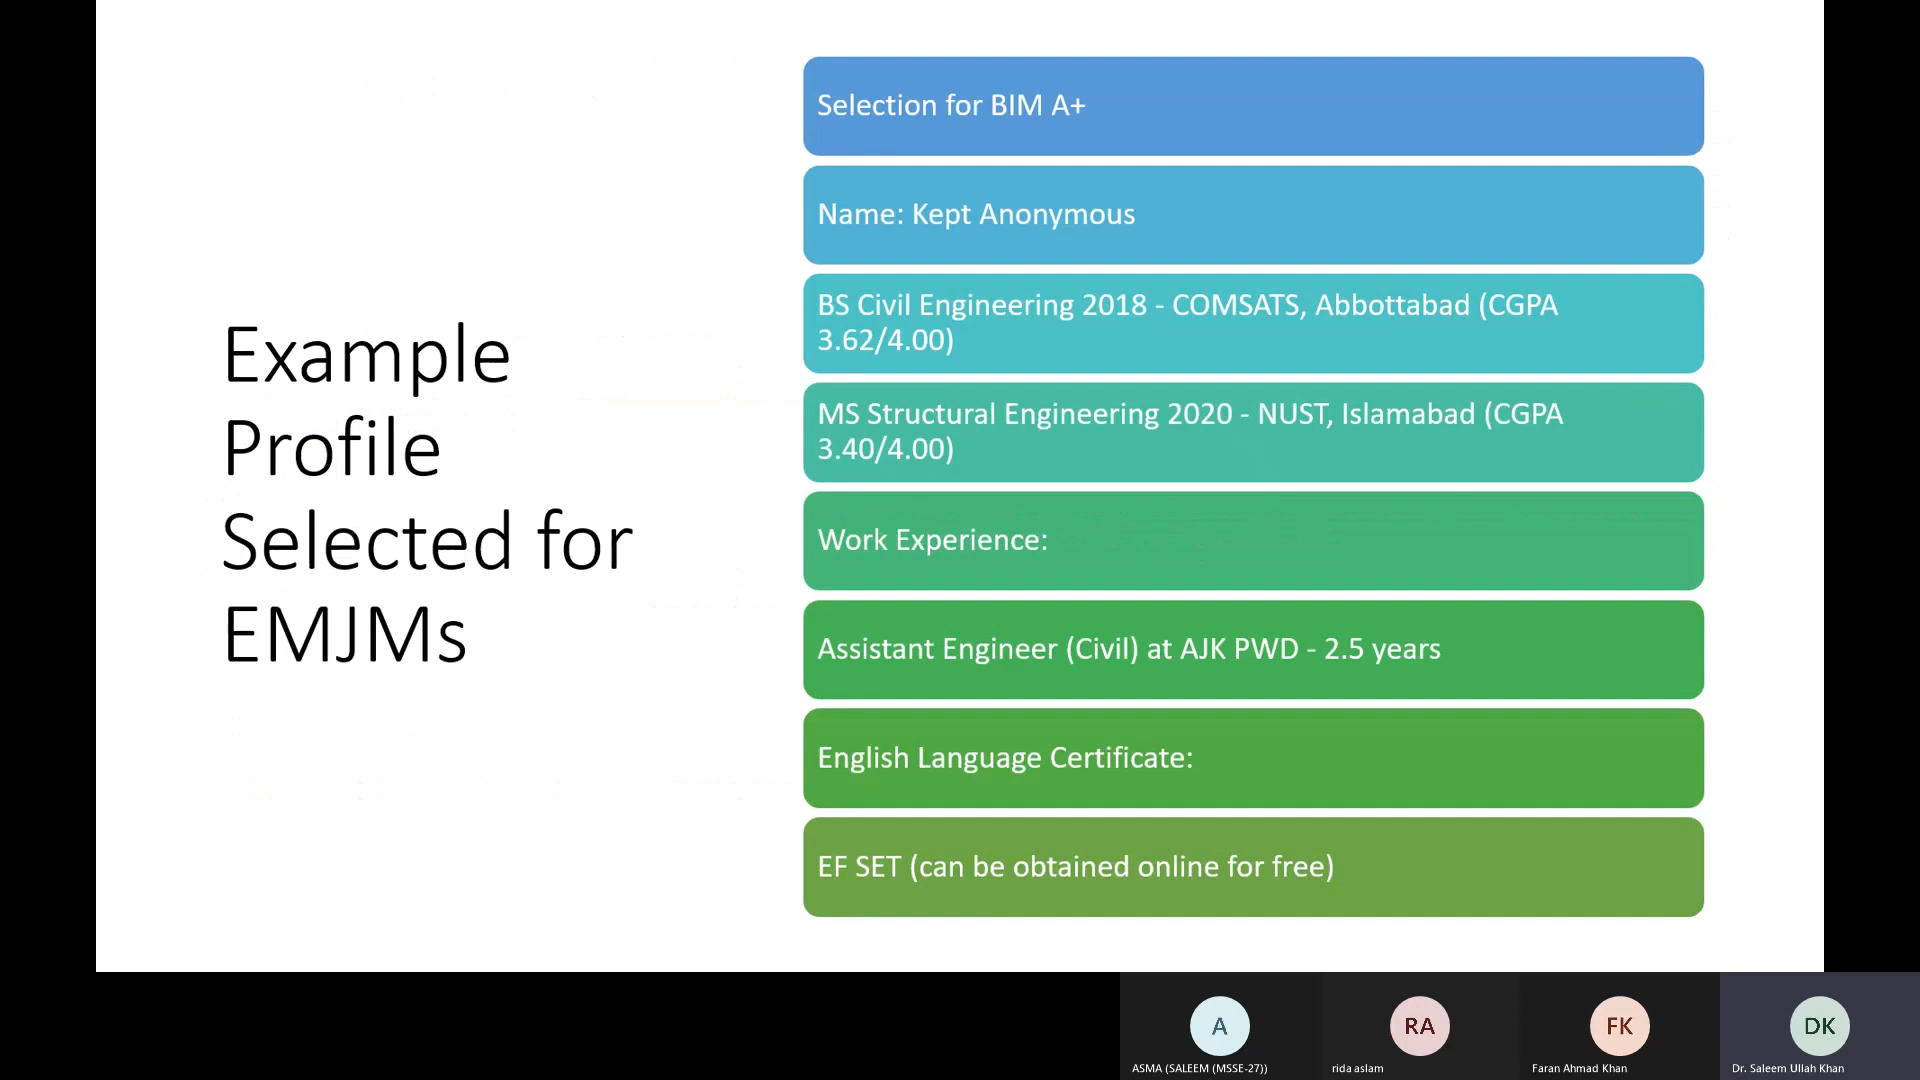 Example
Profile
Selected for
EMJMs
Selection for BIM A+
Name: Kept Anonymous
BS Civil Engineering 2018 - COMSATS, Abbottabad (CGPA
3.62/4.00)
MS Structural Engineering 2020 - NUST, Islamabad (CGPA
3.40/4.00)
Work Experience:
Assistant Engineer (Civil) at AJK PWD - 2.5 years
English Language Certificate:
EF SET (can be obtained online for free)
A
RA
FK
DK
ASMA (SALEEM (MSSE-27))
rida aslam
Faran Ahmad Khan
Dr. Saleem Ullah Khan